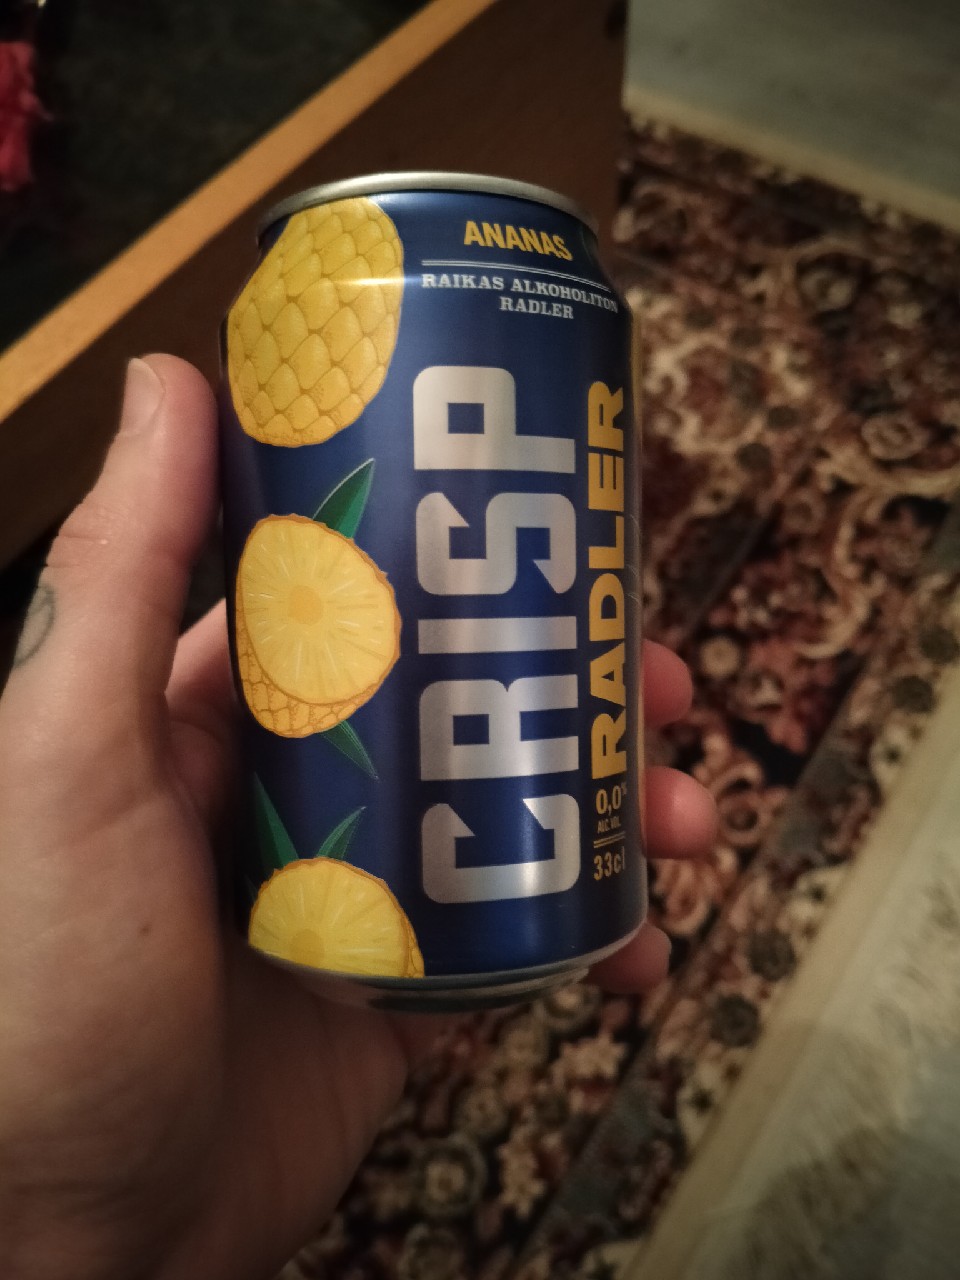 ANANAS
RAIKAS ALKOHOLITON
RADLER
CRISP
RADLER
0,0%
ALC. VOL.
33cl